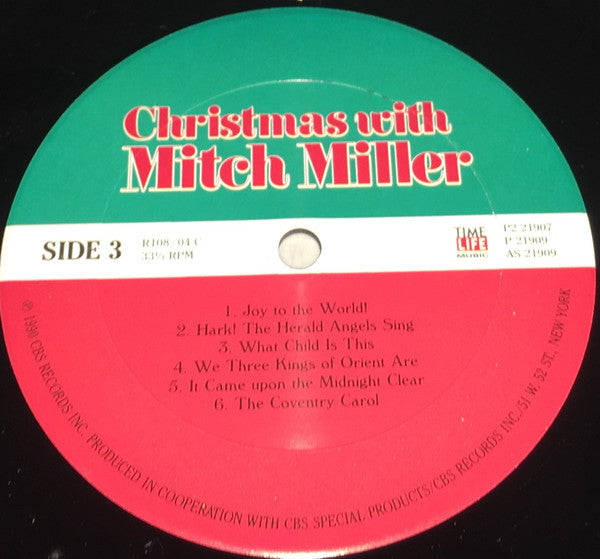 Christmas with
Mitch Miller
SIDE 3
R108/04-C
33⅓ RPM
TIME
LIFE
MUSIC
P2 21907
P 21909
AS 21909
1. Joy to the World!
2. Hark! The Herald Angels Sing
3. What Child Is This
4. We Three Kings of Orient Are
5. It Came upon the Midnight Clear
6. The Coventry Carol
℗ 1990 CBS RECORDS INC. PRODUCED IN COOPERATION WITH CBS SPECIAL PRODUCTS/CBS RECORDS INC./51 W. 52 ST., NEW YORK